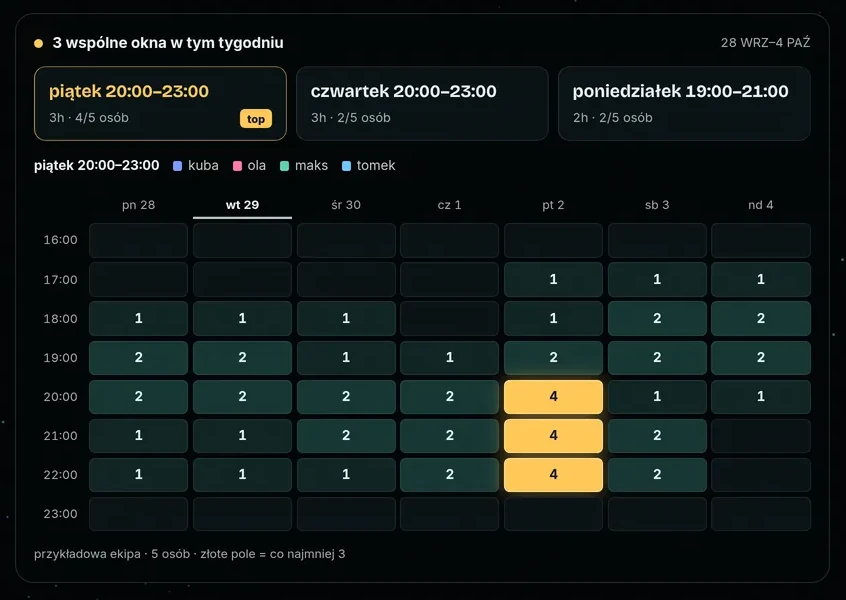 3 wspólne okna w tym tygodniu 28 WRZ–4 PAŹ
piątek 20:00–23:00 czwartek 20:00–23:00 poniedziałek 19:00–21:00
3h · 4/5 osób top 3h · 2/5 osób 2h · 2/5 osób
piątek 20:00–23:00 kuba ola maks tomek
pn 28 wt 29 śr 30 cz 1 pt 2 sb 3 nd 4
16:00
17:00 1 1 1
18:00 1 1 1 1 2 2
19:00 2 2 1 1 2 2 2
20:00 2 2 2 2 4 1 1
21:00 1 1 2 2 4 2
22:00 1 1 1 2 4 2
23:00
przykładowa ekipa · 5 osób · złote pole = co najmniej 3